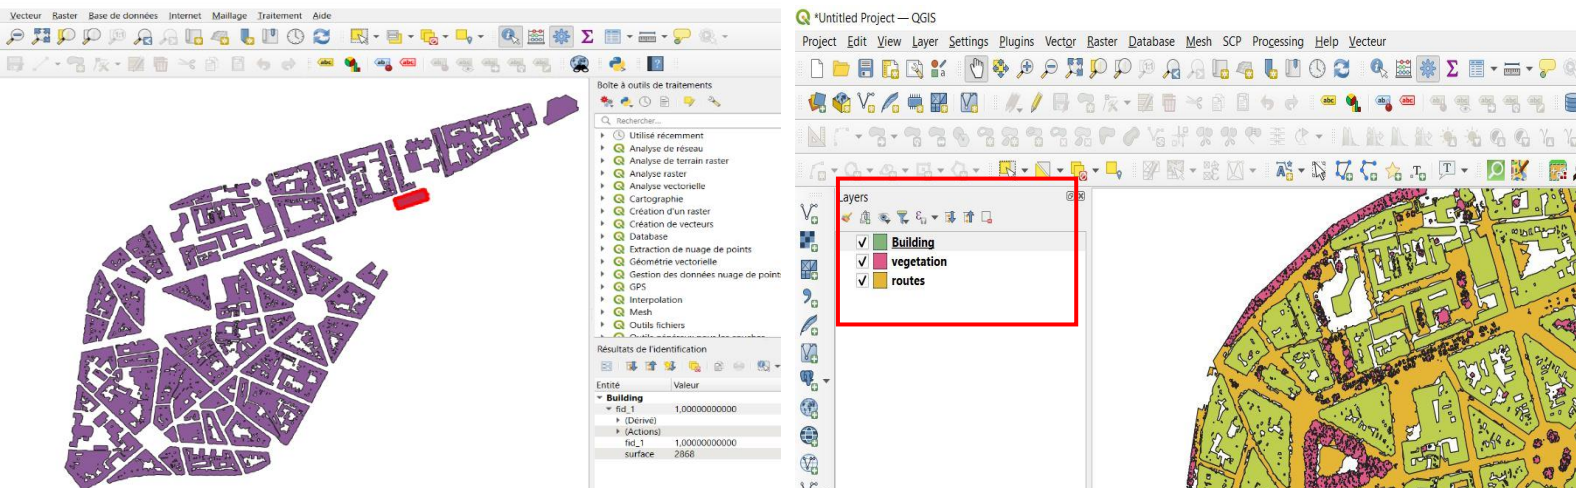 Vecteur Raster Base de données Internet Maillage Traitement Aide
abc
Boîte à outils de traitements
Rechercher...
Utilisé récemment
Analyse de réseau
Analyse de terrain raster
Analyse raster
Analyse vectorielle
Cartographie
Création d'un raster
Création de vecteurs
Database
Extraction de nuage de points
Géométrie vectorielle
Gestion des données nuage de point
GPS
Interpolation
Mesh
Outils fichiers
Résultats de l'identification
Entité Valeur
Building
fid_1 1,00000000000
(Dérivé)
(Actions)
fid_1 1,00000000000
surface 2868
*Untitled Project — QGIS
Project Edit View Layer Settings Plugins Vector Raster Database Mesh SCP Processing Help Vecteur
abc
Layers
Building
vegetation
routes